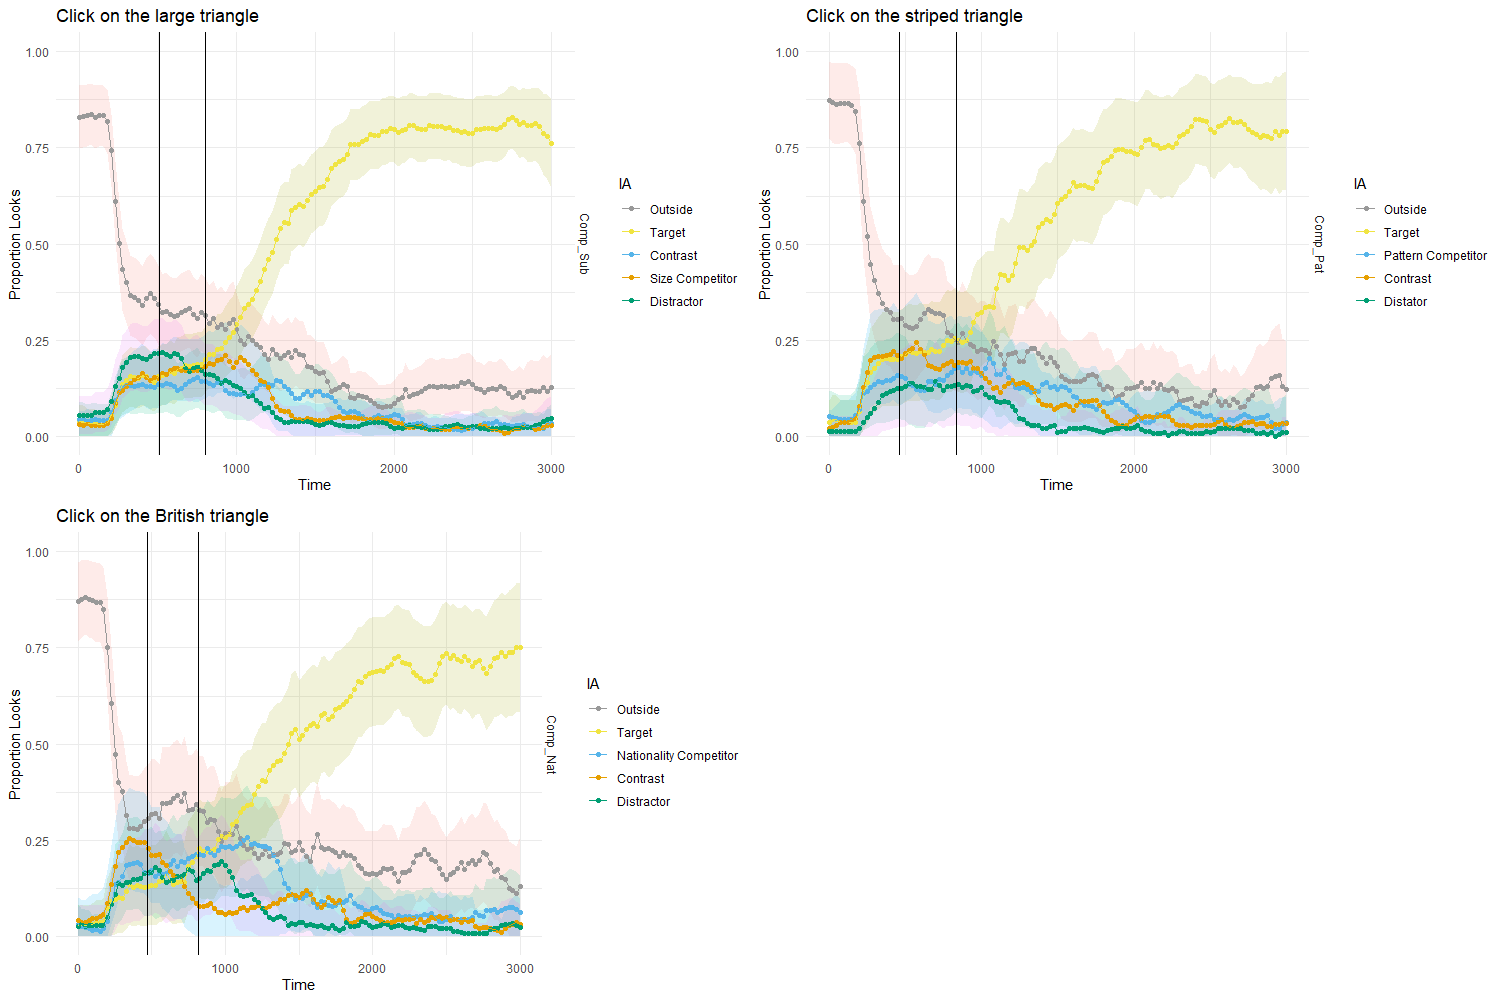 Click on the large triangle
1.00
0.75
0.50
0.25
0.00
Proportion Looks
0
1000
2000
3000
Time
Comp_Sub
IA
Outside
Target
Contrast
Size Competitor
Distractor
Click on the striped triangle
1.00
0.75
0.50
0.25
0.00
Proportion Looks
0
1000
2000
3000
Time
Comp_Pat
IA
Outside
Target
Pattern Competitor
Contrast
Distator
Click on the British triangle
1.00
0.75
0.50
0.25
0.00
Proportion Looks
0
1000
2000
3000
Time
Comp_Nat
IA
Outside
Target
Nationality Competitor
Contrast
Distractor